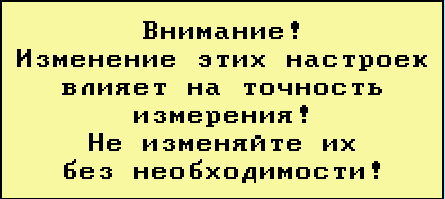 Внимание!
Изменение этих настроек
влияет на точность
измерения!
Не изменяйте их
без необходимости!